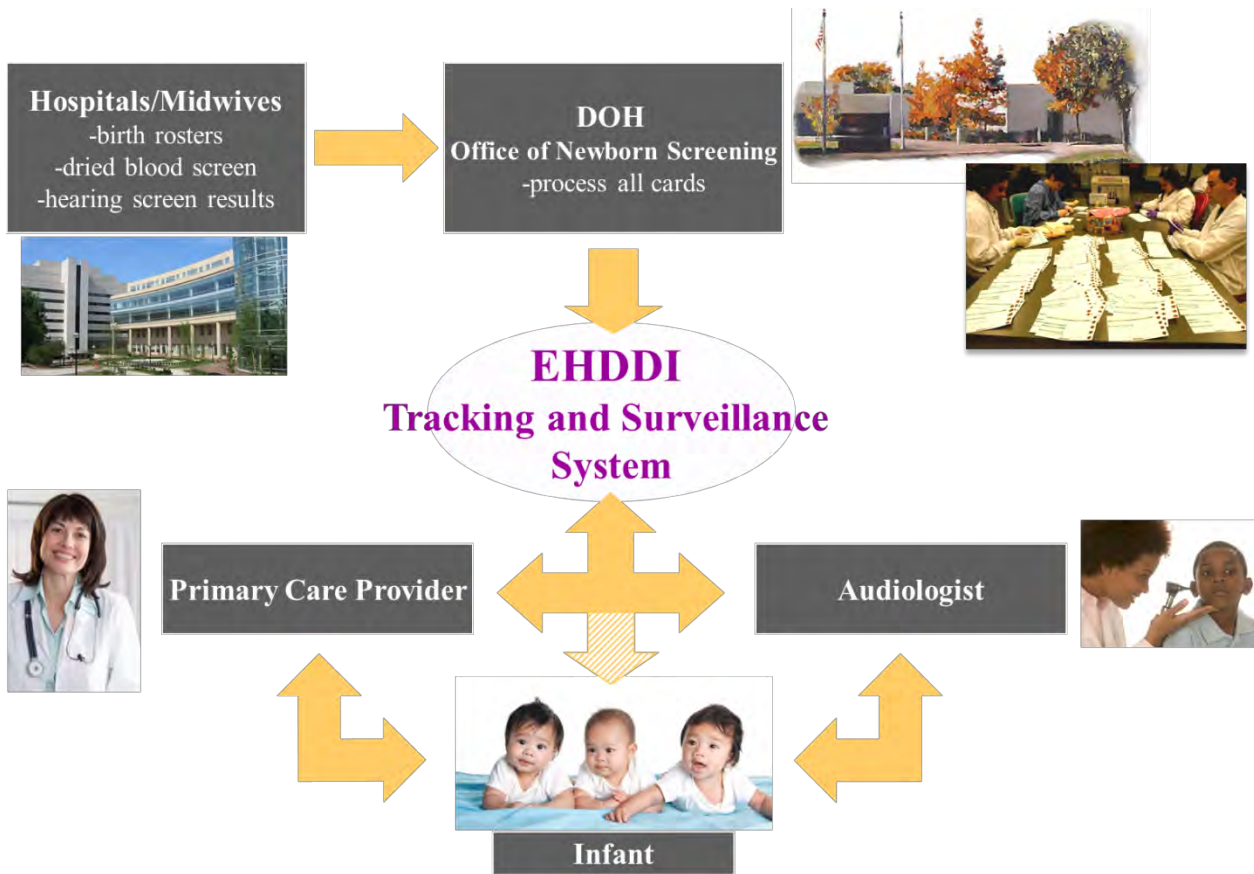 Hospitals/Midwives
-birth rosters
-dried blood screen
-hearing screen results
DOH
Office of Newborn Screening
-process all cards
EHDDI
Tracking and Surveillance
System
Primary Care Provider
Audiologist
Infant